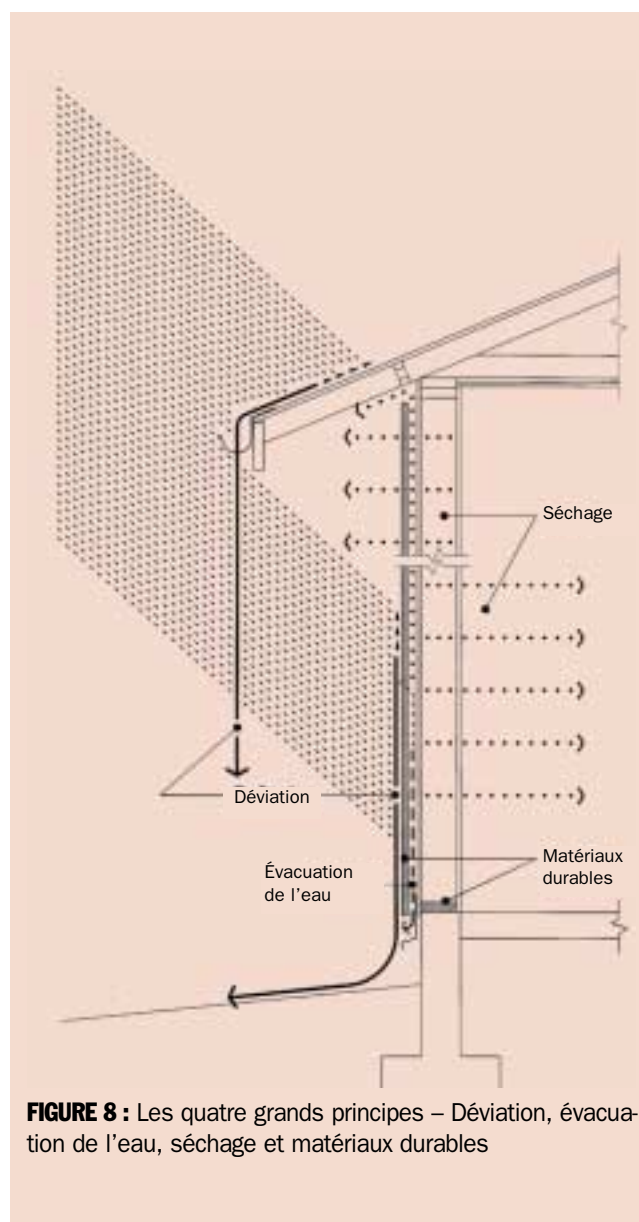 Séchage
Déviation
Évacuation
de l'eau
Matériaux
durables
FIGURE 8 : Les quatre grands principes – Déviation, évacua-
tion de l'eau, séchage et matériaux durables